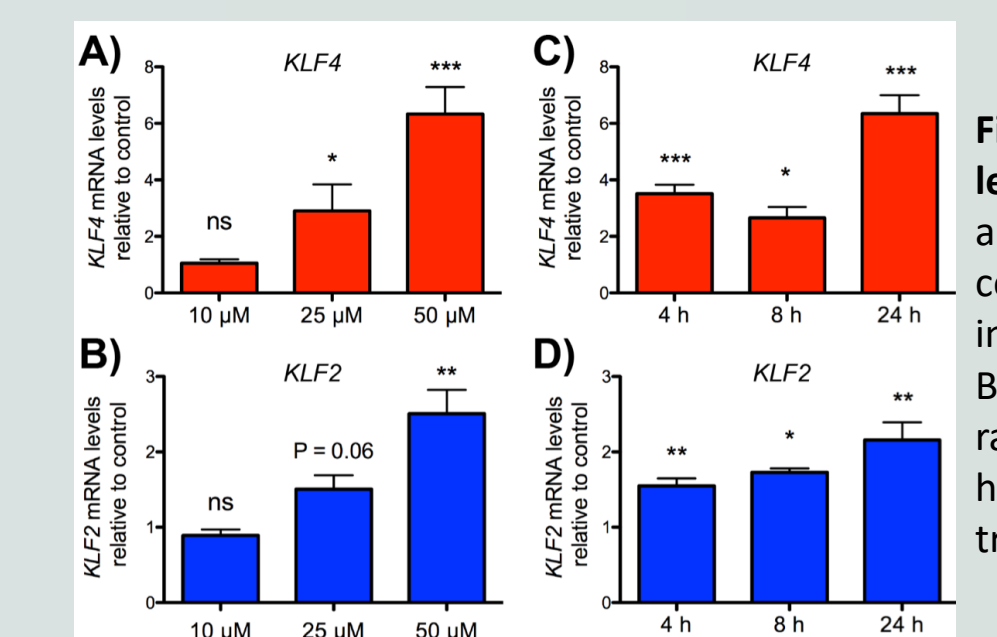 A)
KLF4
KLF4 mRNA levels
relative to control
8
6
4
2
0
ns
*
***
10 µM
25 µM
50 µM
B)
KLF2
KLF2 mRNA levels
relative to control
3
2
1
0
ns
P = 0.06
**
10 µM
25 µM
50 µM
C)
KLF4
KLF4 mRNA levels
relative to control
8
6
4
2
0
***
*
***
4 h
8 h
24 h
D)
KLF2
KLF2 mRNA levels
relative to control
3
2
1
0
**
*
**
4 h
8 h
24 h